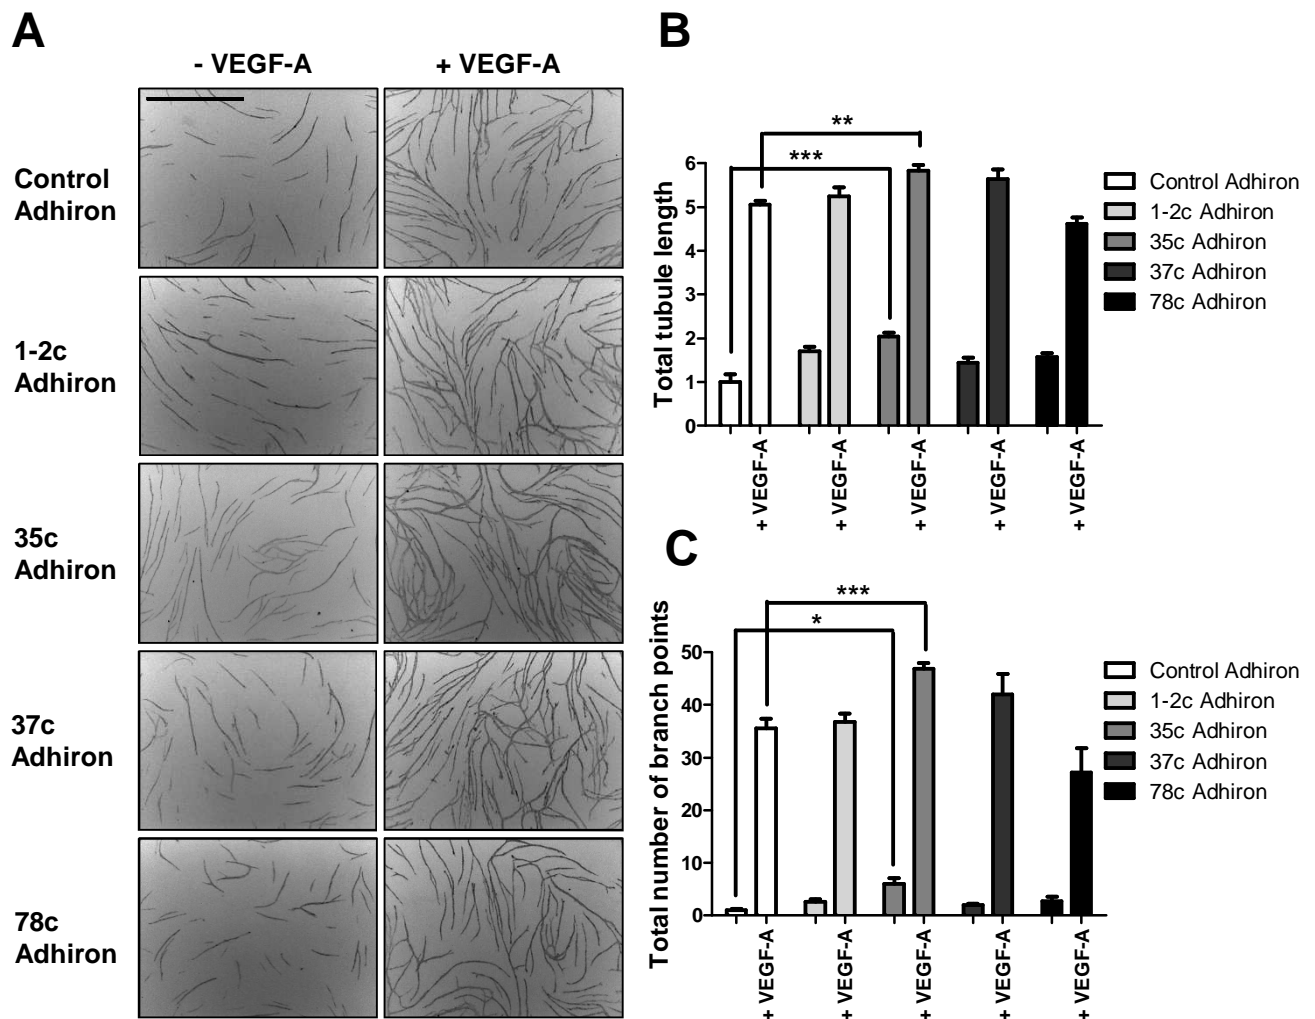 A
- VEGF-A
+ VEGF-A
Control
Adhiron
1-2c
Adhiron
35c
Adhiron
37c
Adhiron
78c
Adhiron
B
**
***
Total tubule length
6
5
4
3
2
1
0
+ VEGF-A
+ VEGF-A
+ VEGF-A
+ VEGF-A
+ VEGF-A
Control Adhiron
1-2c Adhiron
35c Adhiron
37c Adhiron
78c Adhiron
C
***
*
Total number of branch points
50
40
30
20
10
0
+ VEGF-A
+ VEGF-A
+ VEGF-A
+ VEGF-A
+ VEGF-A
Control Adhiron
1-2c Adhiron
35c Adhiron
37c Adhiron
78c Adhiron